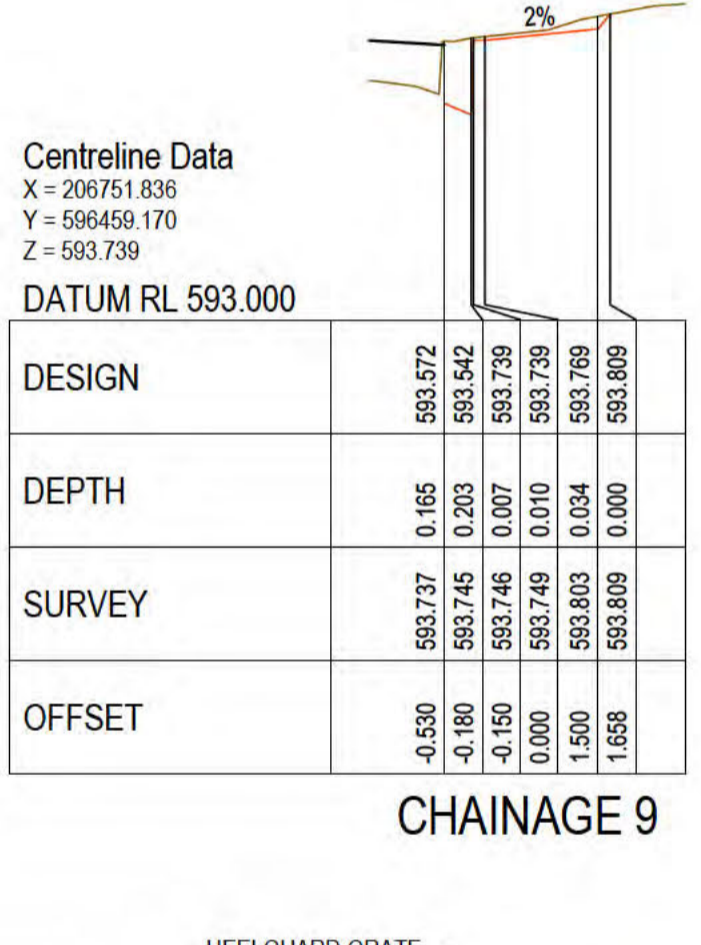 2%
Centreline Data
X = 206751.836
Y = 596459.170
Z = 593.739
DATUM RL 593.000
DESIGN 593.572 593.542 593.739 593.739 593.769 593.809
DEPTH 0.165 0.203 0.007 0.010 0.034 0.000
SURVEY 593.737 593.745 593.746 593.749 593.803 593.809
OFFSET -0.530 -0.180 -0.150 0.000 1.500 1.658
CHAINAGE 9
HEELGUARD GRATE